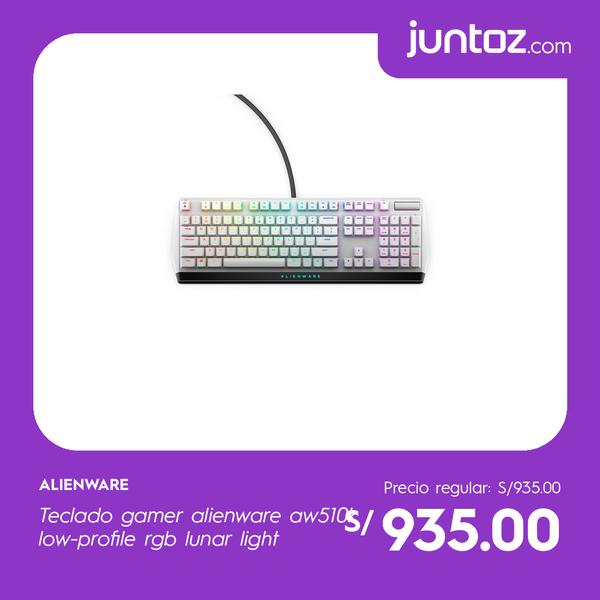 juntoz.com
ALIENWARE
ALIENWARE
Precio regular: S/935.00
Teclado gamer alienware aw510k
low-profile rgb lunar light
S/ 935.00